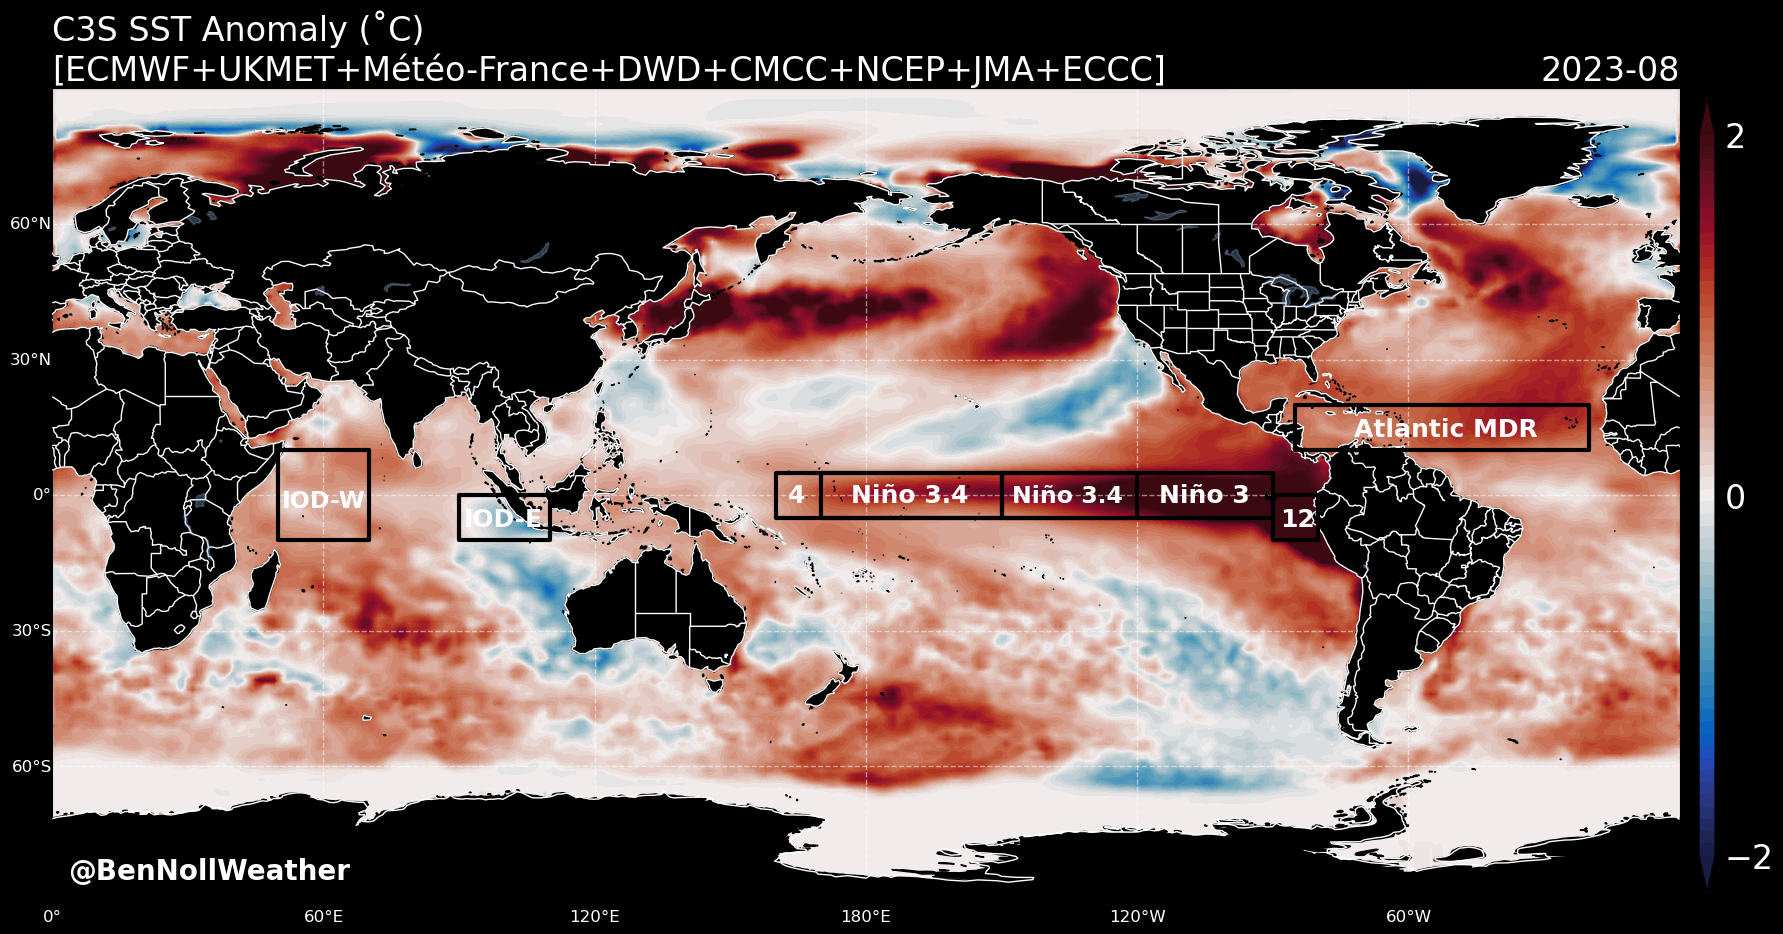 C3S SST Anomaly (˚C)
[ECMWF+UKMET+Météo-France+DWD+CMCC+NCEP+JMA+ECCC] 2023-08
2
60°N
30°N
Atlantic MDR
IOD-W
0°
4 Niño 3.4 Niño 3.4 Niño 3
0
IOD-E
12
30°S
60°S
−2
@BenNollWeather
0° 60°E 120°E 180°E 120°W 60°W